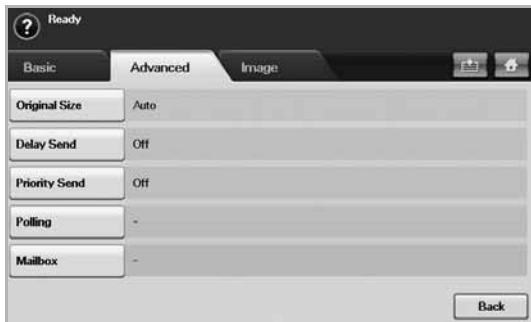 ? Ready
Basic Advanced Image
Original Size Auto
Delay Send Off
Priority Send Off
Polling -
Mailbox -
Back